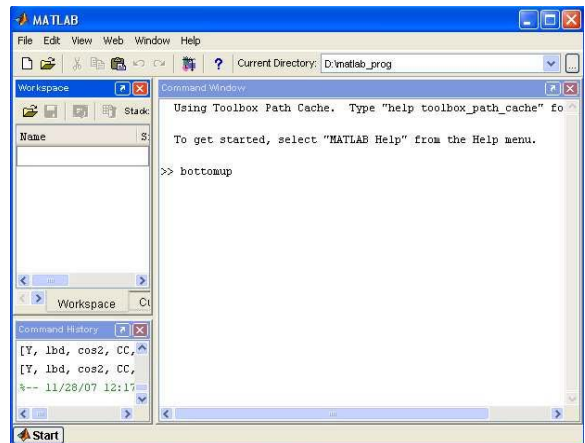 MATLAB
File Edit View Web Window Help
? Current Directory: D:\matlab_prog
Workspace
Stack:
Name S:
Workspace Cu
Command History
[Y, lbd, cos2, CC,
[Y, lbd, cos2, CC,
%-- 11/28/07 12:17
Command Window
Using Toolbox Path Cache. Type "help toolbox_path_cache" fo
To get started, select "MATLAB Help" from the Help menu.
>> bottomup
Start